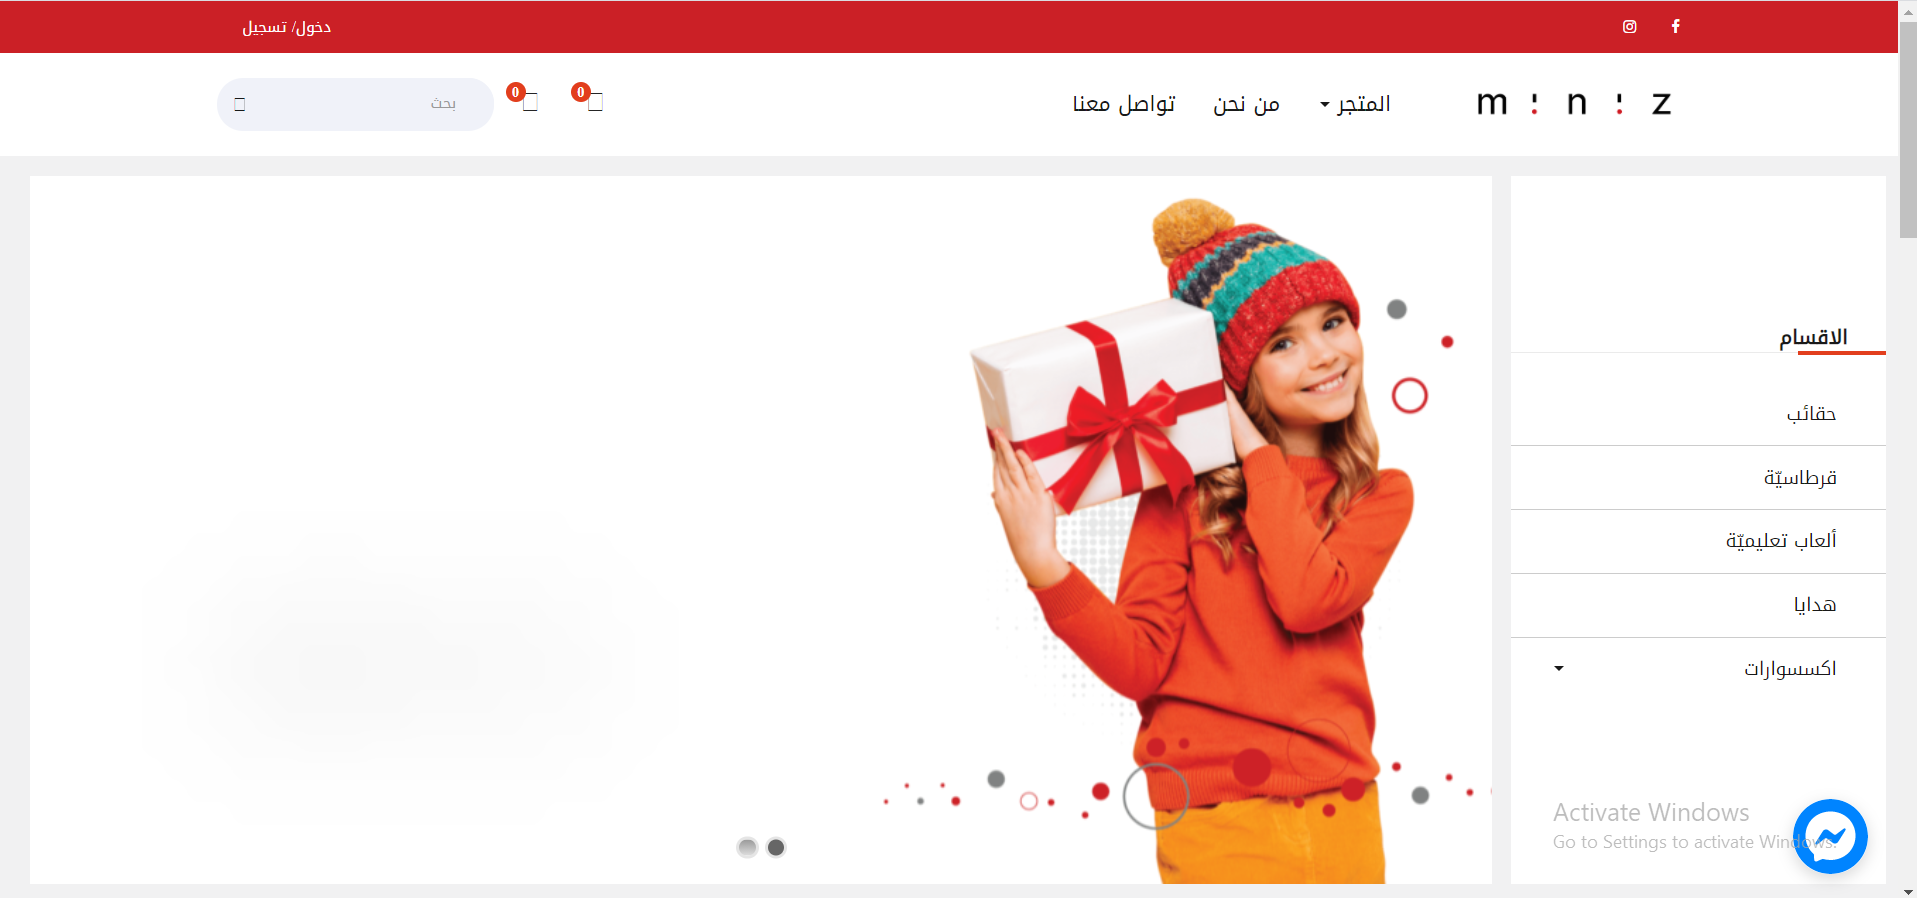 دخول/ تسجيل
m i n i z
المتجر
من نحن
تواصل معنا
0
0
بحث
الاقسام
حقائب
قرطاسيّة
ألعاب تعليميّة
هدايا
اكسسوارات
Activate Windows
Go to Settings to activate Windows.